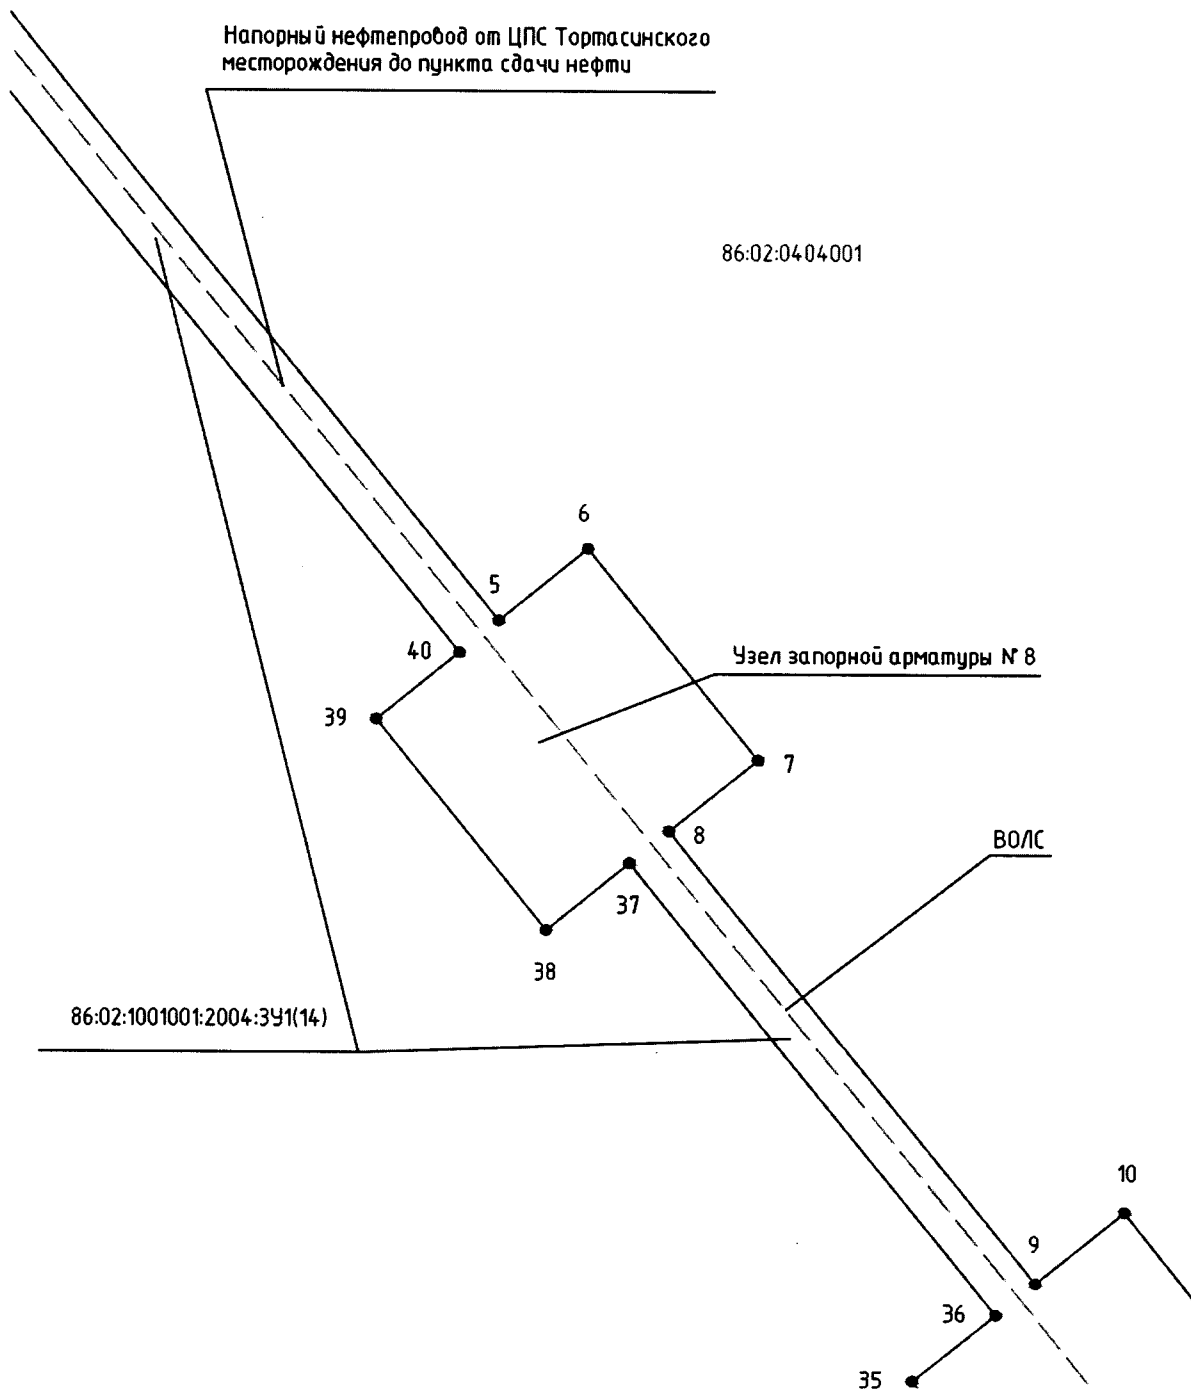 Напорный нефтепровод от ЦПС Тортасинского
месторождения до пункта сдачи нефти
86:02:0404001
6
5
40
Узел запорной арматуры № 8
39
7
8
ВОЛС
37
38
86:02:1001001:2004:ЗУ1(14)
10
9
36
35